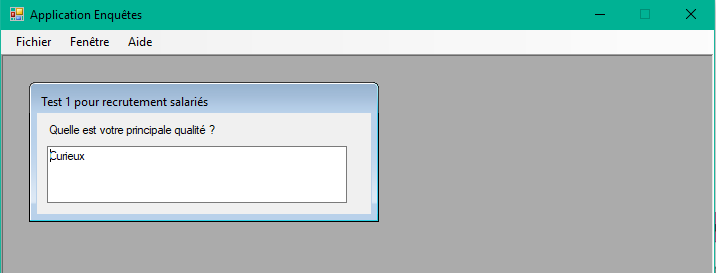 Application Enquêtes
Fichier Fenêtre Aide
Test 1 pour recrutement salariés
Quelle est votre principale qualité ?
Curieux